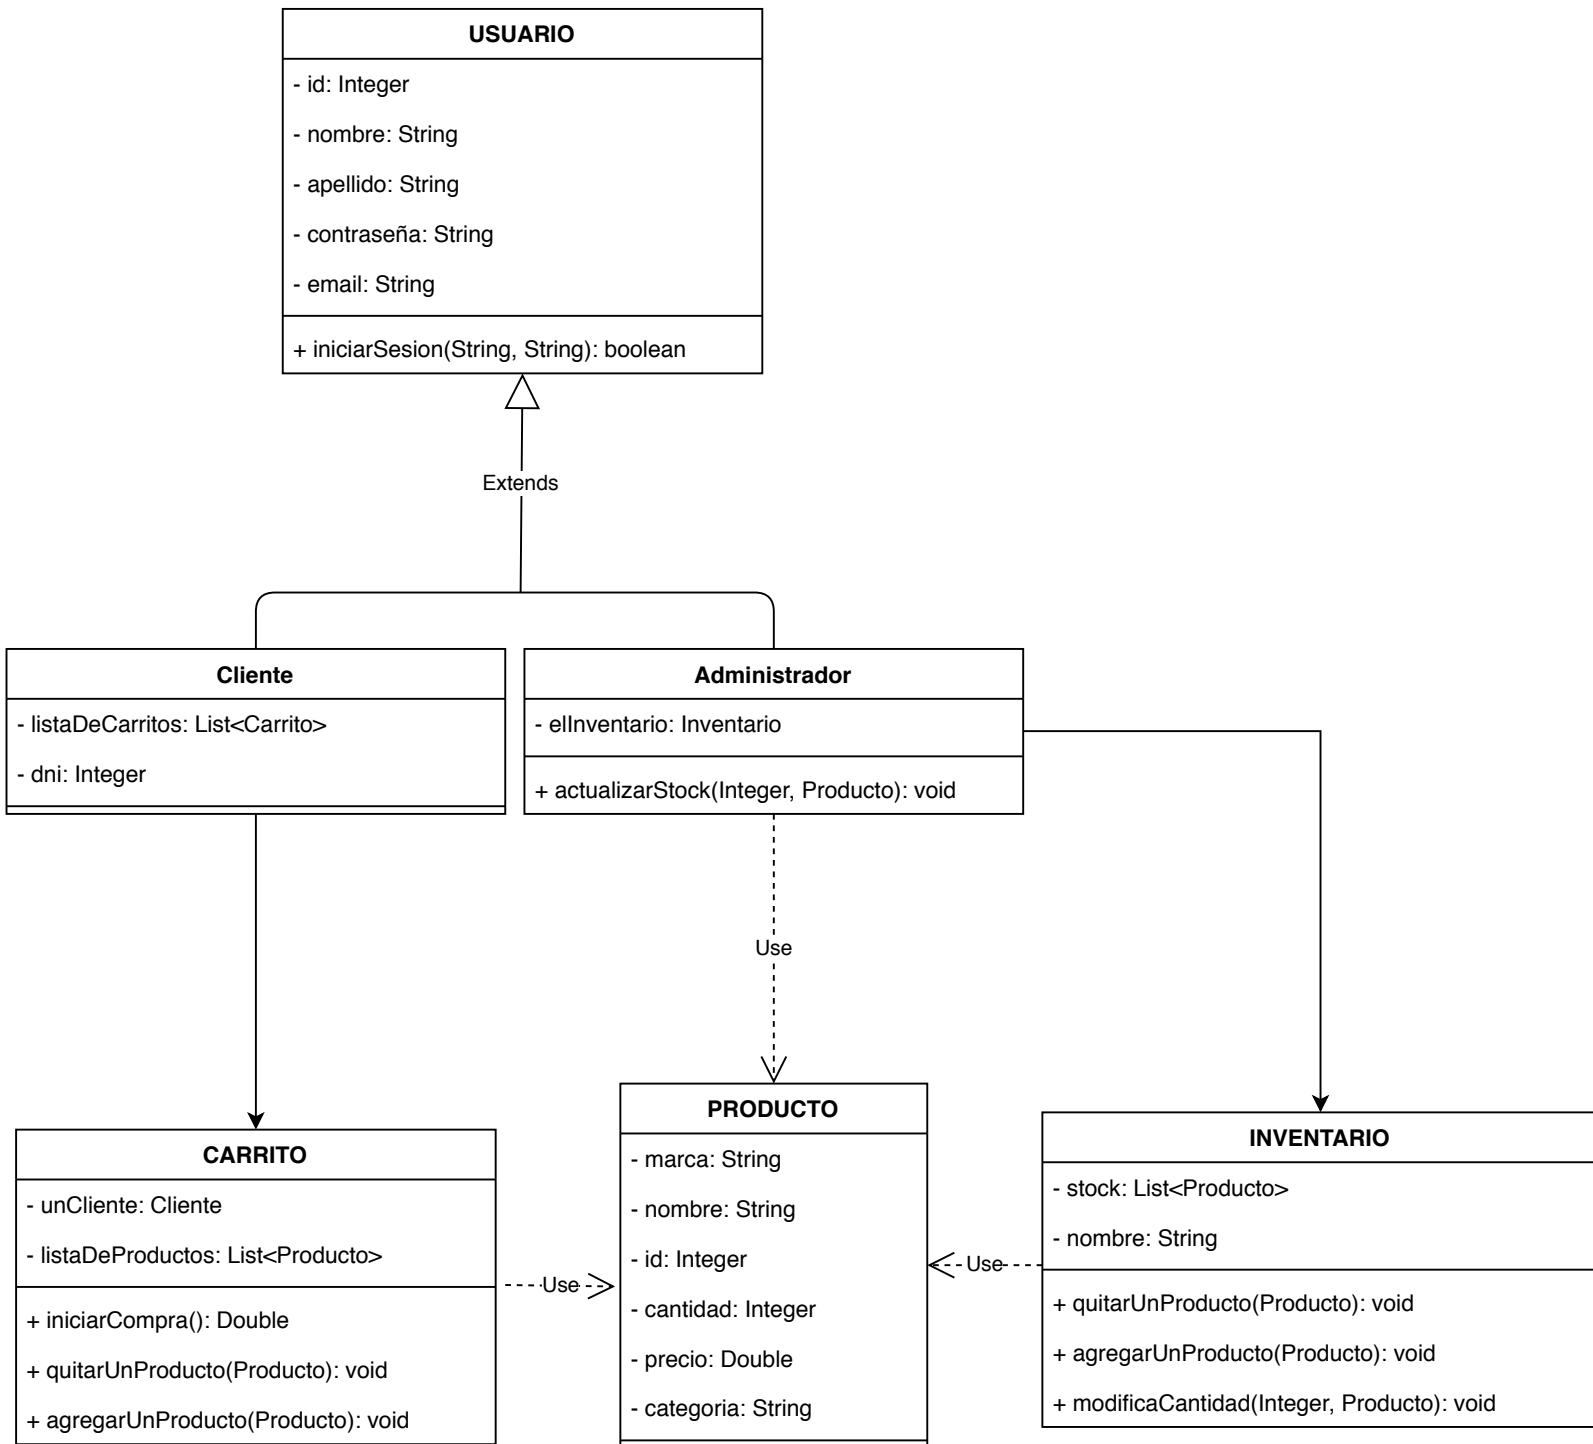 USUARIO
- id: Integer
- nombre: String
- apellido: String
- contraseña: String
- email: String
+ iniciarSesion(String, String): boolean
Extends
Cliente
- listaDeCarritos: List<Carrito>
- dni: Integer
Administrador
- elInventario: Inventario
+ actualizarStock(Integer, Producto): void
Use
CARRITO
- unCliente: Cliente
- listaDeProductos: List<Producto>
+ iniciarCompra(): Double
+ quitarUnProducto(Producto): void
+ agregarUnProducto(Producto): void
Use
PRODUCTO
- marca: String
- nombre: String
- id: Integer
- cantidad: Integer
- precio: Double
- categoria: String
Use
INVENTARIO
- stock: List<Producto>
- nombre: String
+ quitarUnProducto(Producto): void
+ agregarUnProducto(Producto): void
+ modificaCantidad(Integer, Producto): void